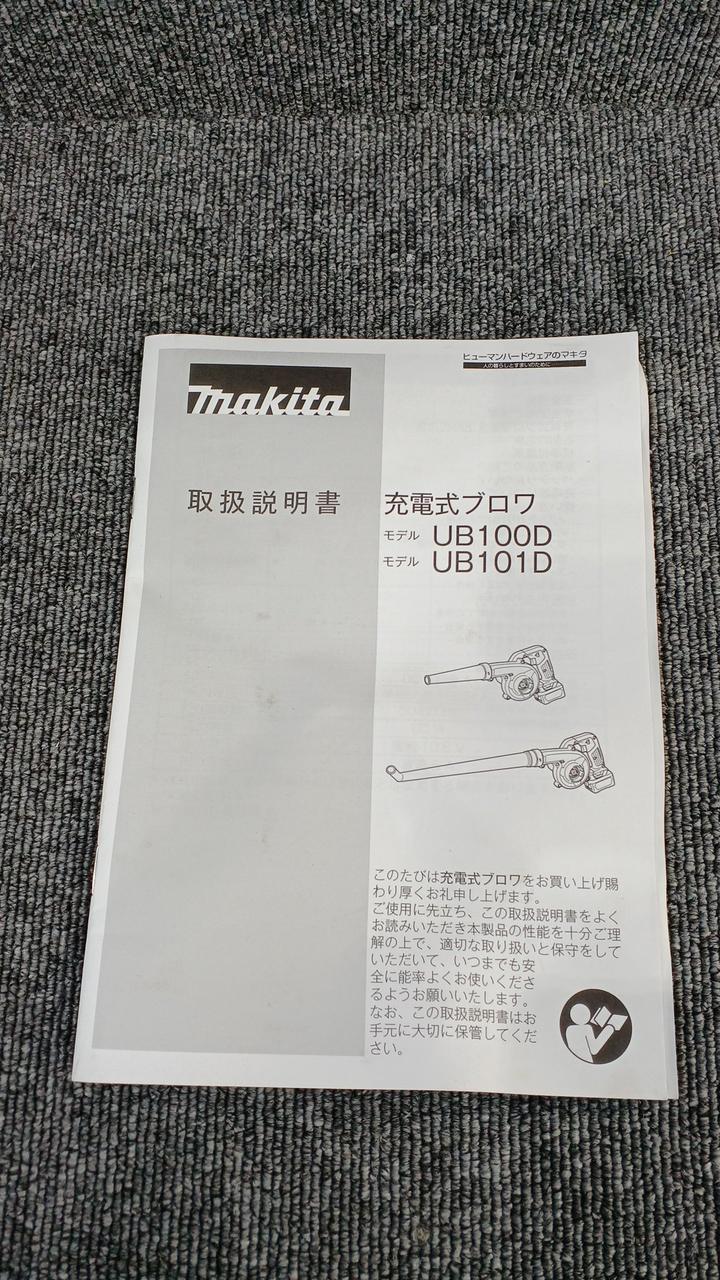 makita
ヒューマンハードウェアのマキタ
人の暮らしとすまいのために
取扱説明書
充電式ブロワ
モデル UB100D
モデル UB101D
このたびは充電式ブロワをお買い上げ賜
わり厚くお礼申し上げます。
ご使用に先立ち、この取扱説明書をよく
お読みいただき本製品の性能を十分ご理
解の上で、適切な取り扱いと保守をして
いただいて、いつまでも安
全に能率よくお使いくださ
るようお願いいたします。
なお、この取扱説明書はお
手元に大切に保管してくだ
さい。